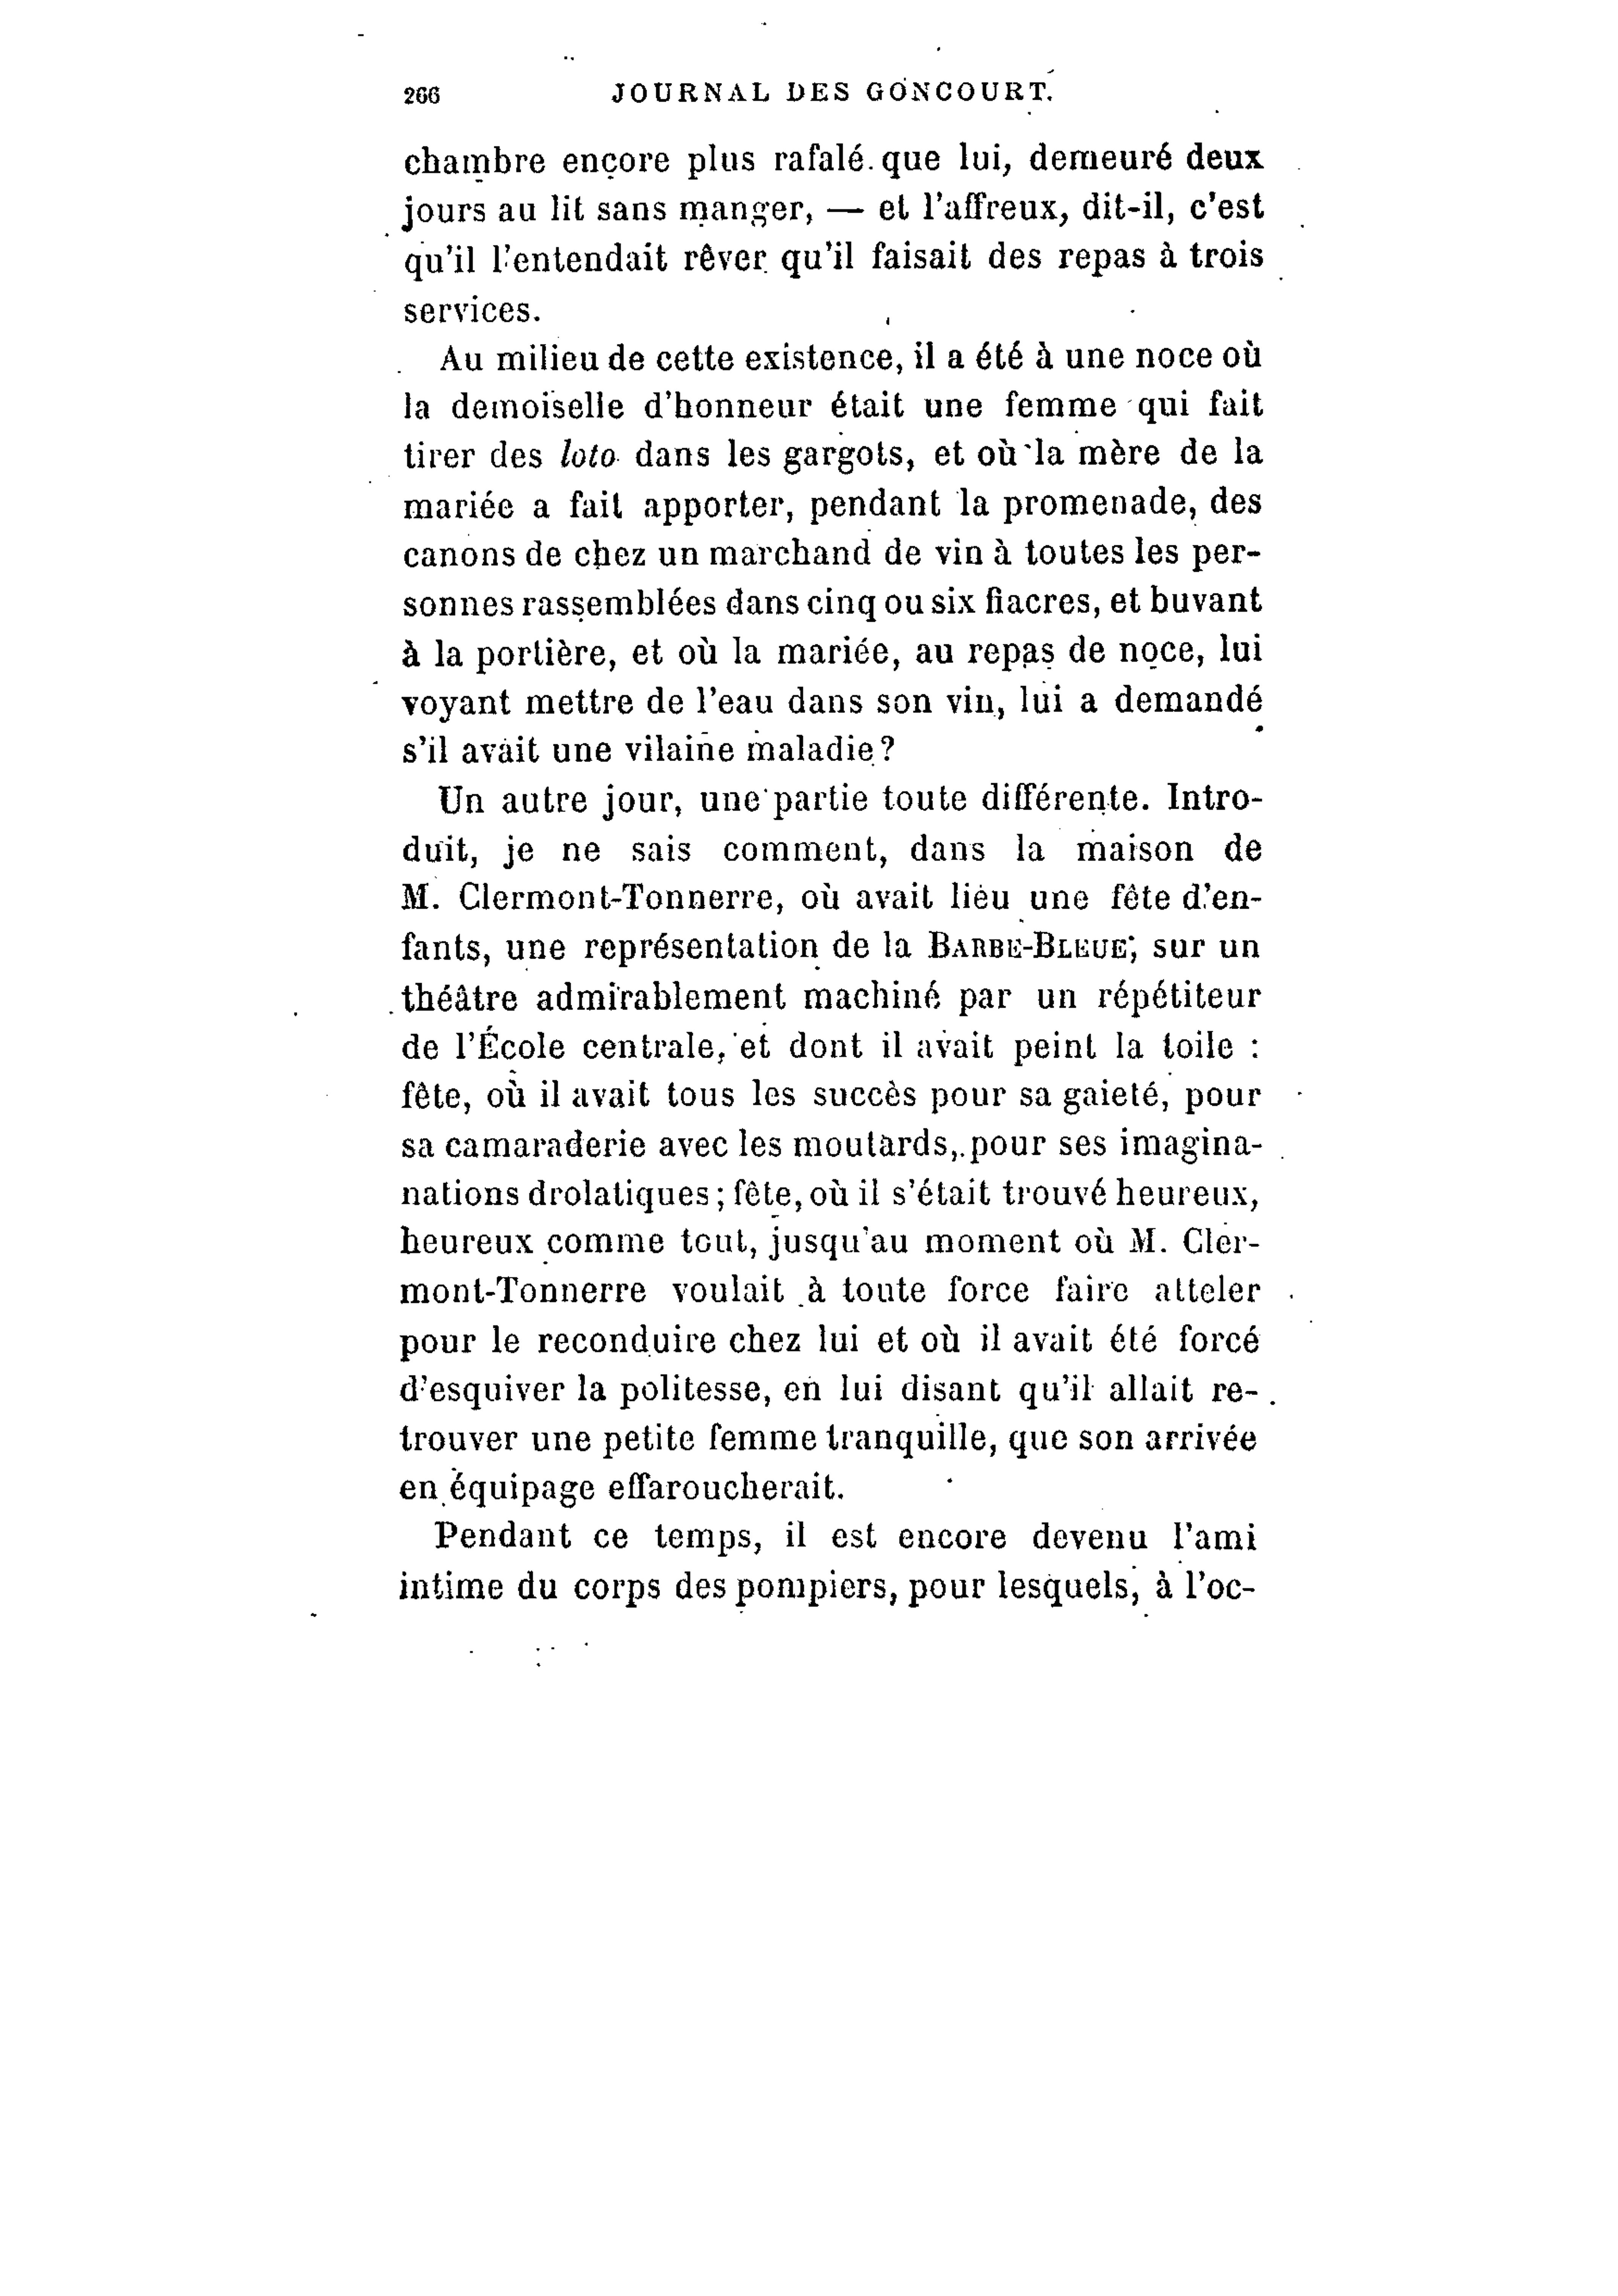 266 JOURNAL DES GONCOURT.
chambre encore plus rafalé que lui, demeuré deux
jours au lit sans manger, — et l'affreux, dit-il, c'est
qu'il l'entendait rêver qu'il faisait des repas à trois
services.
Au milieu de cette existence, il a été à une noce où
la demoiselle d'honneur était une femme qui fait
tirer des loto dans les gargots, et où la mère de la
mariée a fait apporter, pendant la promenade, des
canons de chez un marchand de vin à toutes les per-
sonnes rassemblées dans cinq ou six fiacres, et buvant
à la portière, et où la mariée, au repas de noce, lui
voyant mettre de l'eau dans son vin, lui a demandé
s'il avait une vilaine maladie ?
Un autre jour, une partie toute différente. Intro-
duit, je ne sais comment, dans la maison de
M. Clermont-Tonnerre, où avait lieu une fête d'en-
fants, une représentation de la BARBE-BLEUE, sur un
théâtre admirablement machiné par un répétiteur
de l'École centrale, et dont il avait peint la toile :
fête, où il avait tous les succès pour sa gaieté, pour
sa camaraderie avec les moutards, pour ses imagina-
nations drolatiques ; fête, où il s'était trouvé heureux,
heureux comme tout, jusqu'au moment où M. Cler-
mont-Tonnerre voulait à toute force faire atteler
pour le reconduire chez lui et où il avait été forcé
d'esquiver la politesse, en lui disant qu'il allait re-
trouver une petite femme tranquille, que son arrivée
en équipage effaroucherait.
Pendant ce temps, il est encore devenu l'ami
intime du corps des pompiers, pour lesquels, à l'oc-